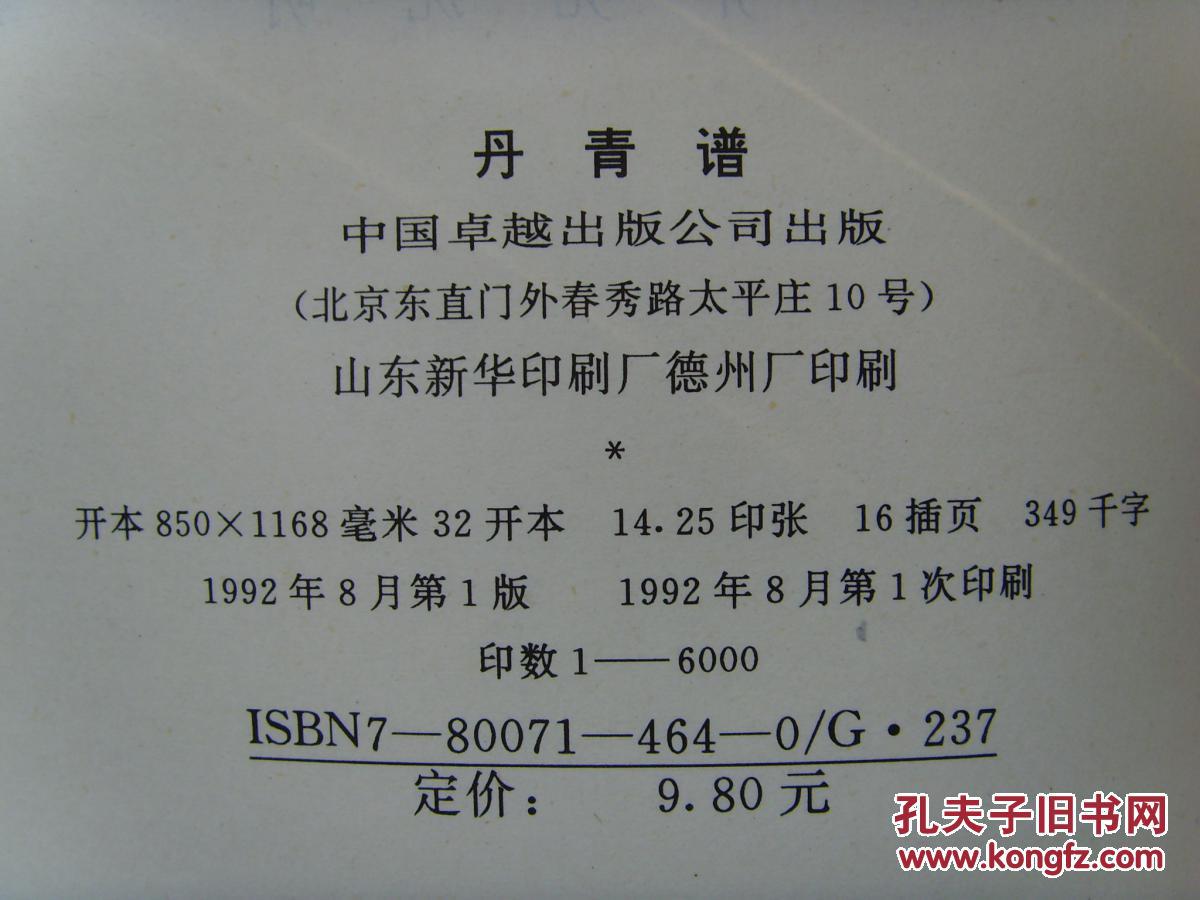 丹青谱
中国卓越出版公司出版
(北京东直门外春秀路太平庄10号)
山东新华印刷厂德州厂印刷
*
开本850×1168毫米32开本 14.25印张 16插页 349千字
1992年8月第1版 1992年8月第1次印刷
印数1——6000
ISBN7—80071—464—0/G·237
定价: 9.80元
孔夫子旧书网
www.kongfz.com